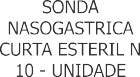 SONDA
NASOGASTRICA
CURTA ESTERIL N
10 - UNIDADE